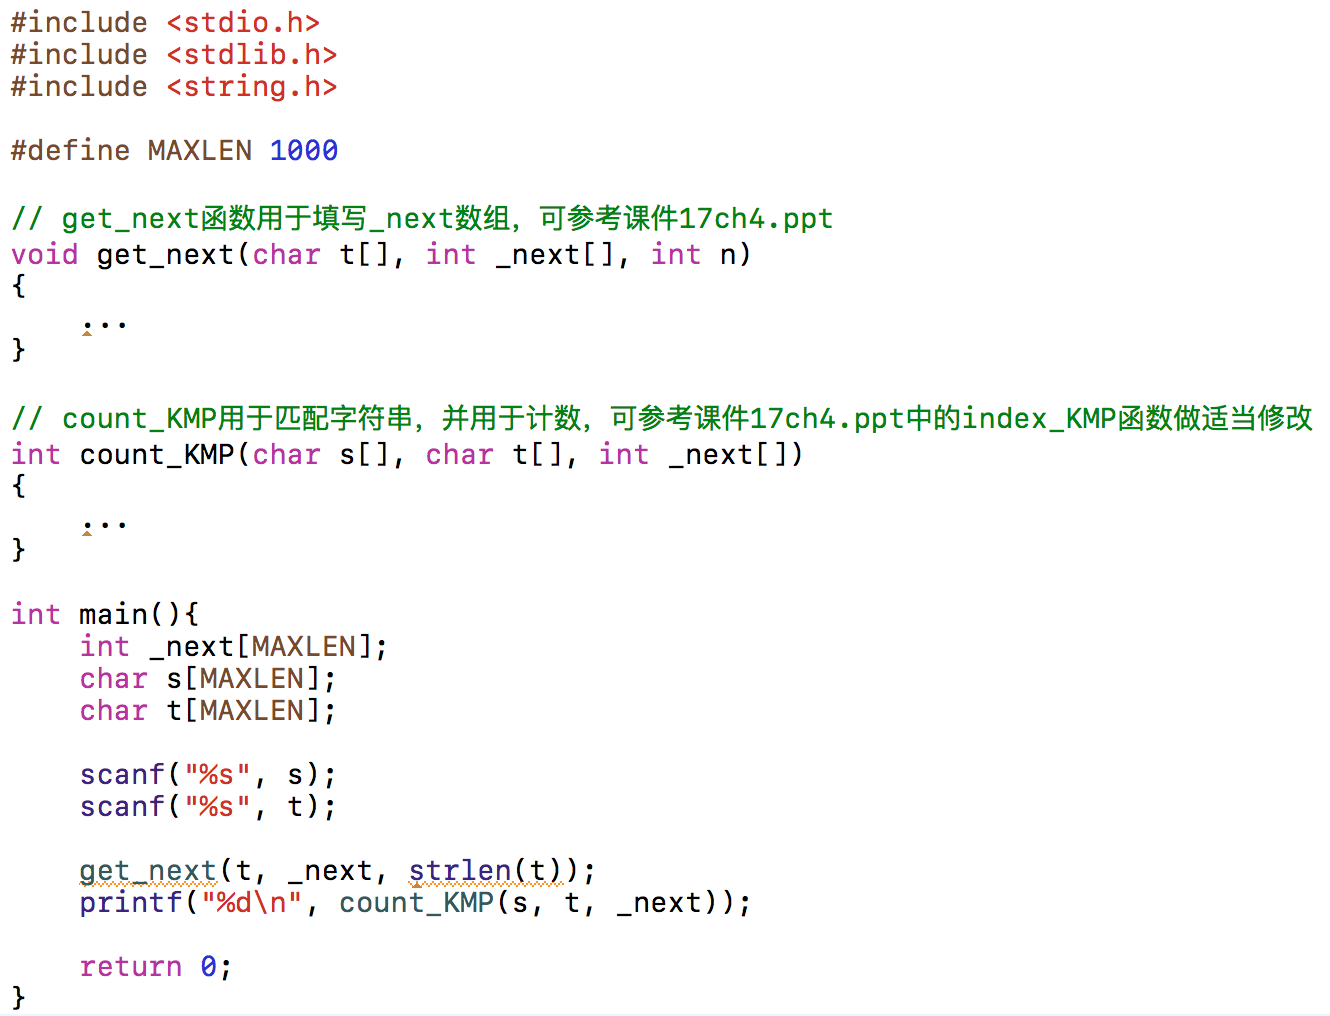 #include <stdio.h>
#include <stdlib.h>
#include <string.h>
#define MAXLEN 1000
// get_next函数用于填写_next数组，可参考课件17ch4.ppt
void get_next(char t[], int _next[], int n)
{
    ...
}
// count_KMP用于匹配字符串，并用于计数，可参考课件17ch4.ppt中的index_KMP函数做适当修改
int count_KMP(char s[], char t[], int _next[])
{
    ...
}
int main(){
    int _next[MAXLEN];
    char s[MAXLEN];
    char t[MAXLEN];
    scanf("%s", s);
    scanf("%s", t);
    get_next(t, _next, strlen(t));
    printf("%d\n", count_KMP(s, t, _next));
    return 0;
}